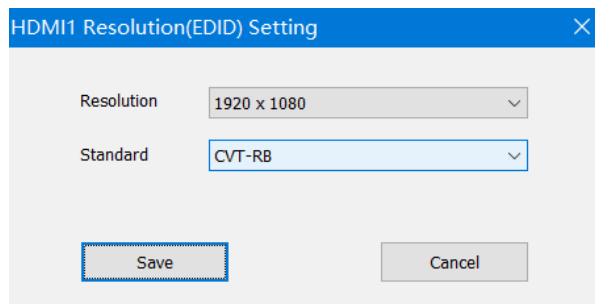 HDMI1 Resolution(EDID) Setting
Resolution 1920 x 1080
Standard CVT-RB
Save Cancel